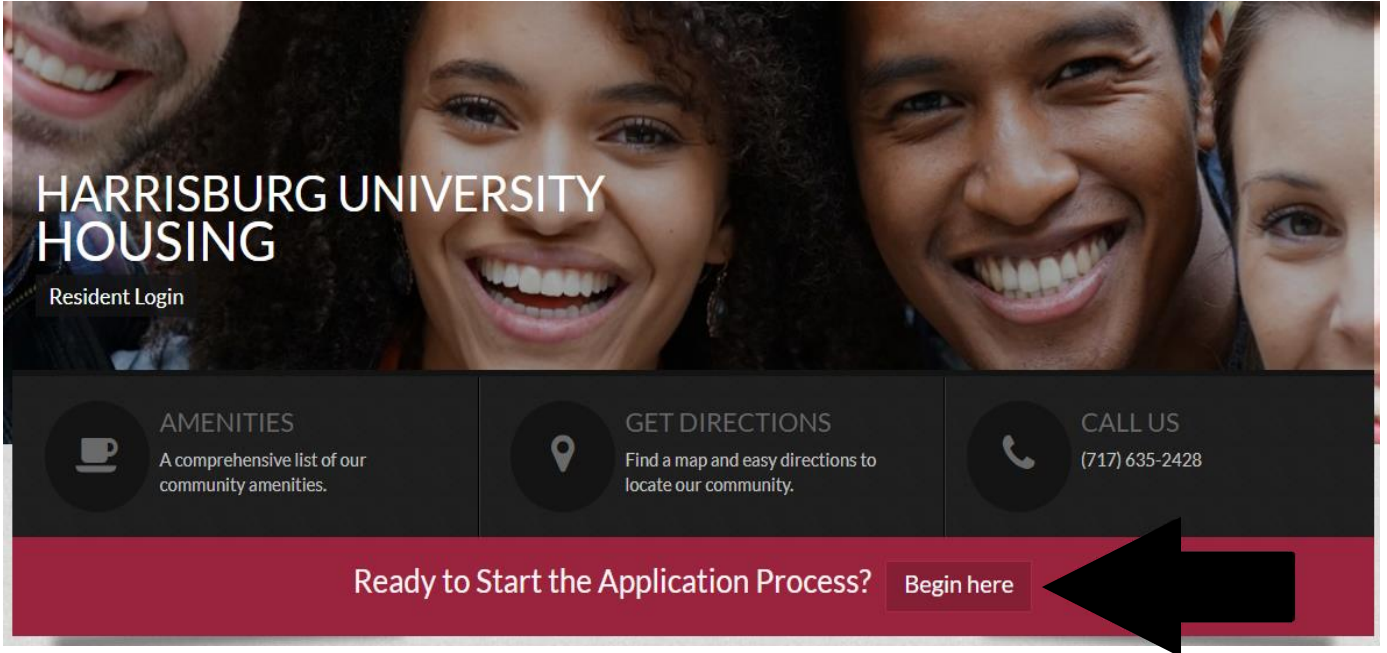 HARRISBURG UNIVERSITY
HOUSING
Resident Login
AMENITIES
A comprehensive list of our
community amenities.
GET DIRECTIONS
Find a map and easy directions to
locate our community.
CALL US
(717) 635-2428
Ready to Start the Application Process? Begin here